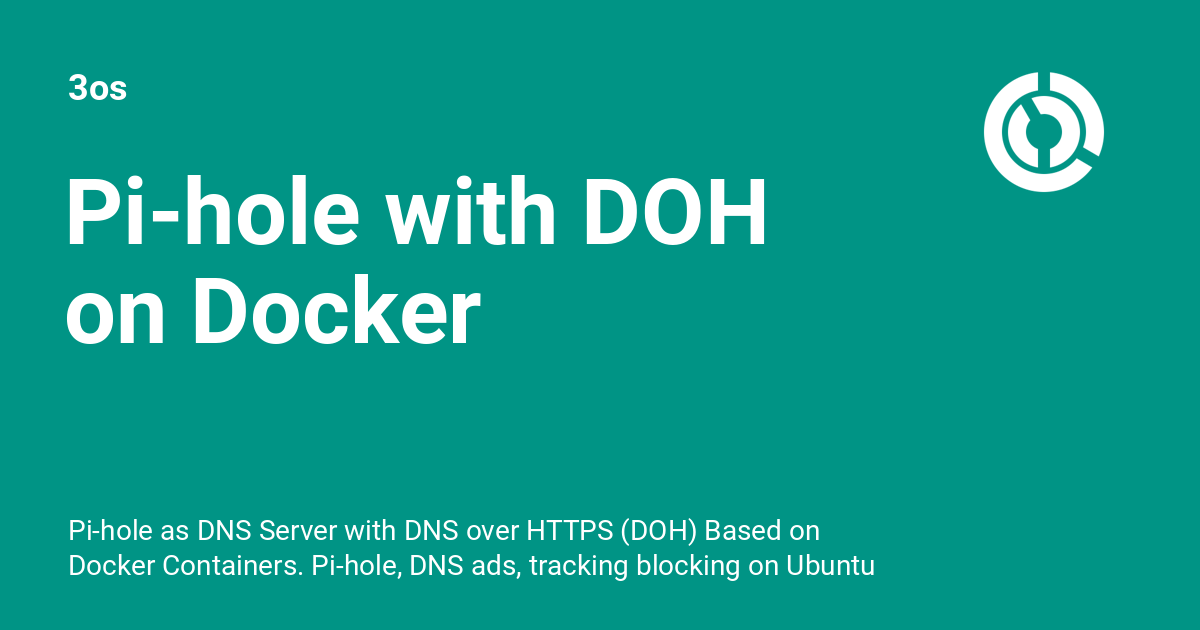 3os
Pi-hole with DOH
on Docker
Pi-hole as DNS Server with DNS over HTTPS (DOH) Based on
Docker Containers. Pi-hole, DNS ads, tracking blocking on Ubuntu